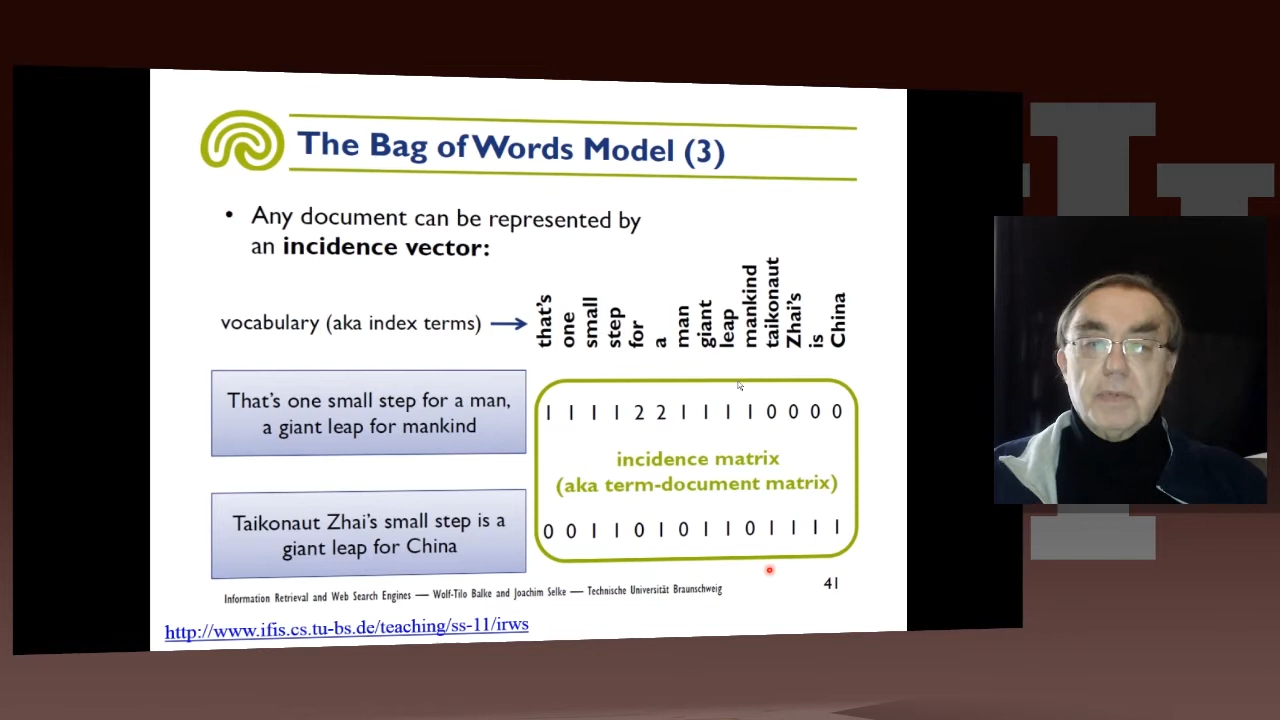 The Bag of Words Model (3)
• Any document can be represented by
an incidence vector:
that's
one
small
step
for
a
man
giant
leap
mankind
taikonaut
Zhai's
is
China
vocabulary (aka index terms) →
That's one small step for a man,
a giant leap for mankind
1 1 1 1 2 2 1 1 1 1 0 0 0 0
incidence matrix
(aka term-document matrix)
Taikonaut Zhai's small step is a
giant leap for China
0 0 1 1 0 1 0 1 1 0 1 1 1 1
Information Retrieval and Web Search Engines — Wolf-Tilo Balke and Joachim Selke — Technische Universität Braunschweig
41
http://www.ifis.cs.tu-bs.de/teaching/ss-11/irws